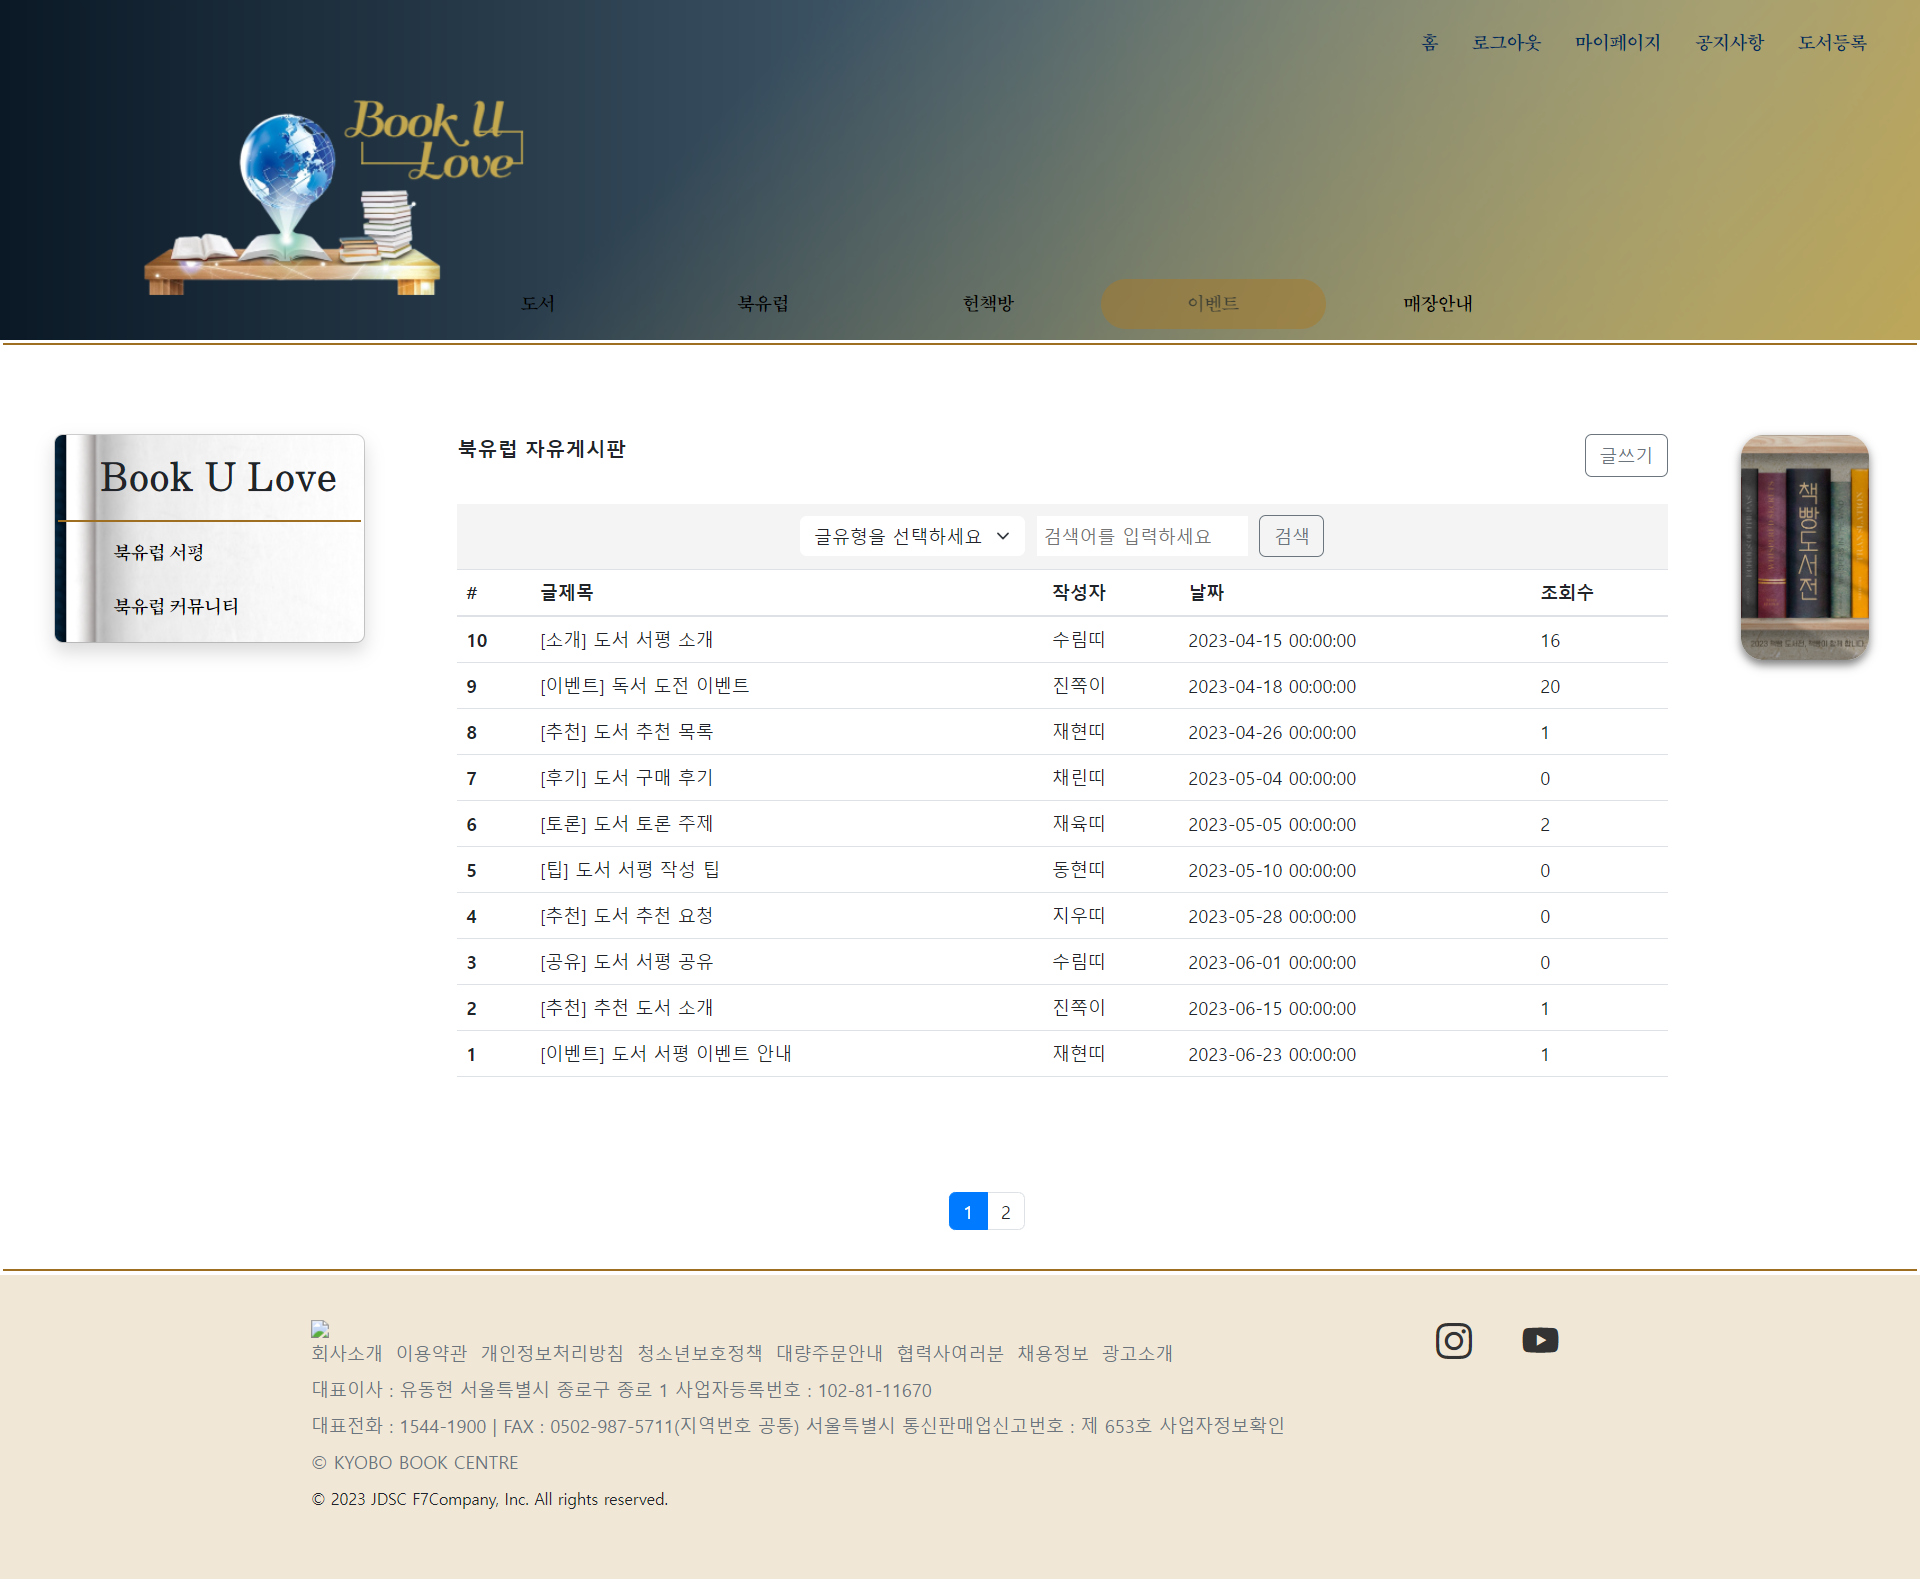 홈 로그아웃 마이페이지 공지사항 도서등록
Book U
Love
도서 북유럽 헌책방 이벤트 매장안내
Book U Love
북유럽 서평
북유럽 커뮤니티
북유럽 자유게시판
글쓰기
글유형을 선택하세요 검색어를 입력하세요 검색
# 글제목 작성자 날짜 조회수
10 [소개] 도서 서평 소개 수림띠 2023-04-15 00:00:00 16
9 [이벤트] 독서 도전 이벤트 진쪽이 2023-04-18 00:00:00 20
8 [추천] 도서 추천 목록 재현띠 2023-04-26 00:00:00 1
7 [후기] 도서 구매 후기 채린띠 2023-05-04 00:00:00 0
6 [토론] 도서 토론 주제 재육띠 2023-05-05 00:00:00 2
5 [팁] 도서 서평 작성 팁 동현띠 2023-05-10 00:00:00 0
4 [추천] 도서 추천 요청 지우띠 2023-05-28 00:00:00 0
3 [공유] 도서 서평 공유 수림띠 2023-06-01 00:00:00 0
2 [추천] 추천 도서 소개 진쪽이 2023-06-15 00:00:00 1
1 [이벤트] 도서 서평 이벤트 안내 재현띠 2023-06-23 00:00:00 1
책빵도서전
1 2
회사소개 이용약관 개인정보처리방침 청소년보호정책 대량주문안내 협력사여러분 채용정보 광고소개
대표이사 : 유동현 서울특별시 종로구 종로 1 사업자등록번호 : 102-81-11670
대표전화 : 1544-1900 | FAX : 0502-987-5711(지역번호 공통) 서울특별시 통신판매업신고번호 : 제 653호 사업자정보확인
© KYOBO BOOK CENTRE
© 2023 JDSC F7Company, Inc. All rights reserved.